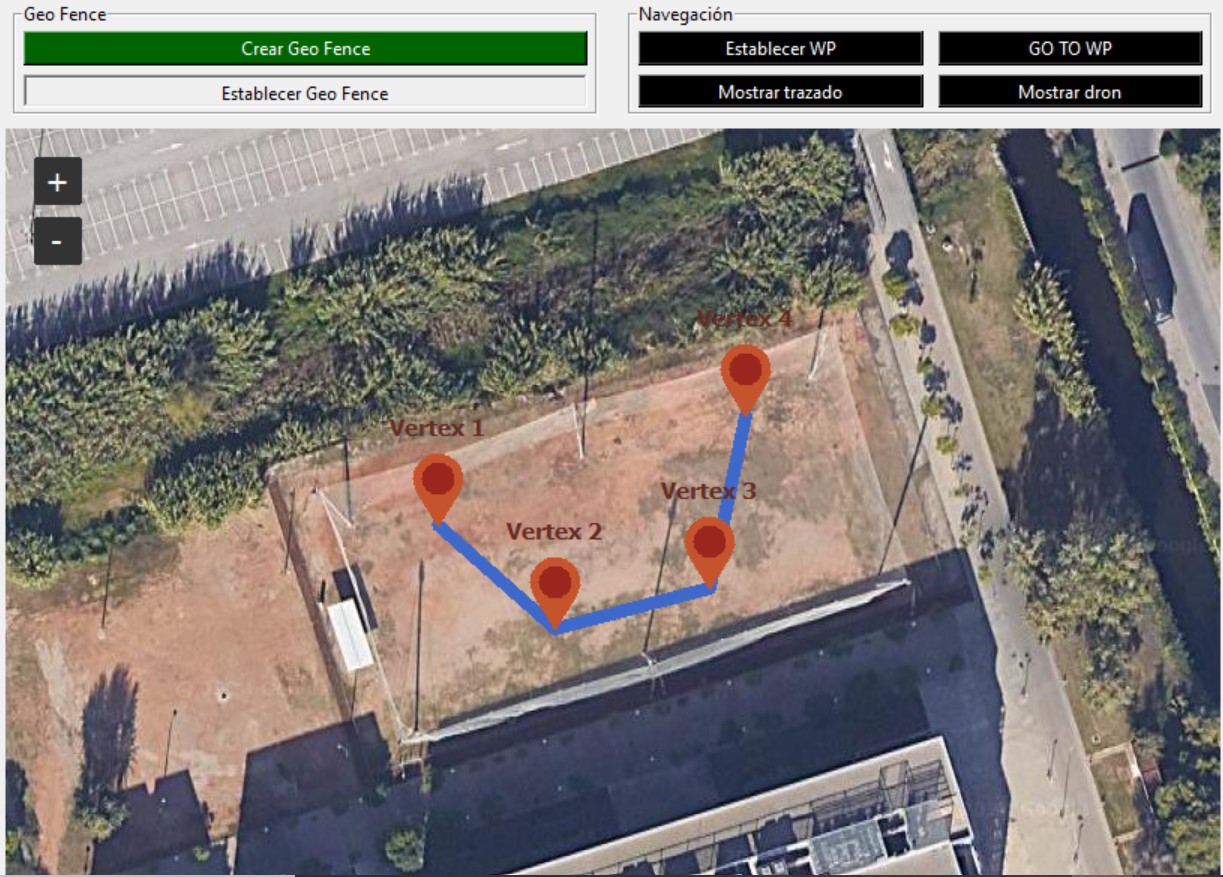 Geo Fence
Crear Geo Fence
Establecer Geo Fence
Navegación
Establecer WP
GO TO WP
Mostrar trazado
Mostrar dron
+
-
Vertex 4
Vertex 1
Vertex 3
Vertex 2
Google